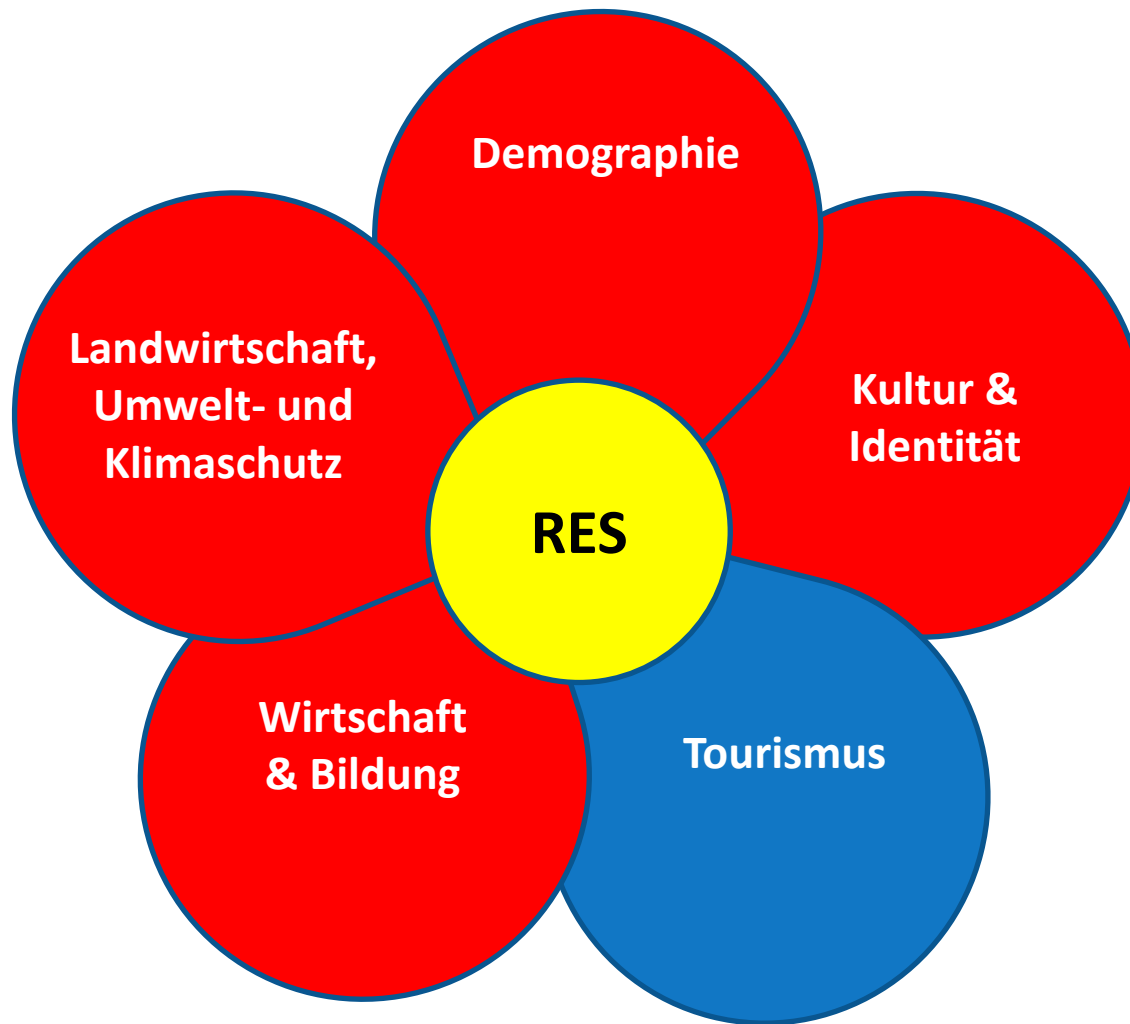 Demographie
Landwirtschaft,
Umwelt- und
Klimaschutz
Kultur &
Identität
RES
Wirtschaft
& Bildung
Tourismus